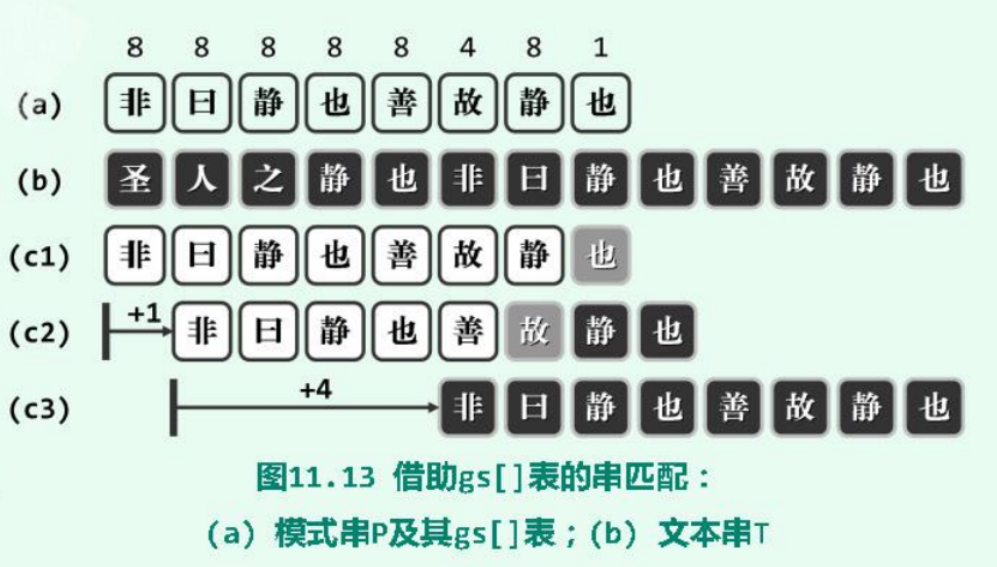 8 8 8 8 8 4 8 1
(a) 非 曰 静 也 善 故 静 也
(b) 圣 人 之 静 也 非 曰 静 也 善 故 静 也
(c1) 非 曰 静 也 善 故 静 也
(c2) +1 非 曰 静 也 善 故 静 也
(c3) +4 非 曰 静 也 善 故 静 也
图11.13 借助gs[]表的串匹配：
(a) 模式串P及其gs[]表；(b) 文本串T